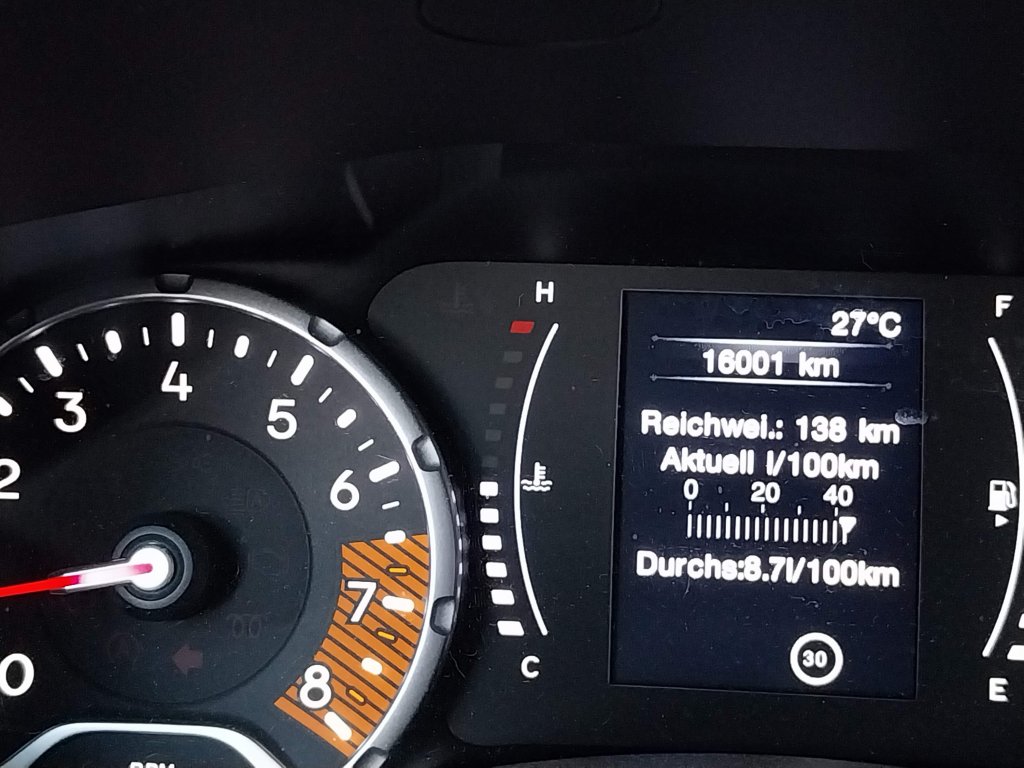 H
F
27°C
16001 km
Reichwei.: 138 km
Aktuell l/100km
0 20 40
Durchs:8.7l/100km
30
C
E
0
2
3
4
5
6
7
8